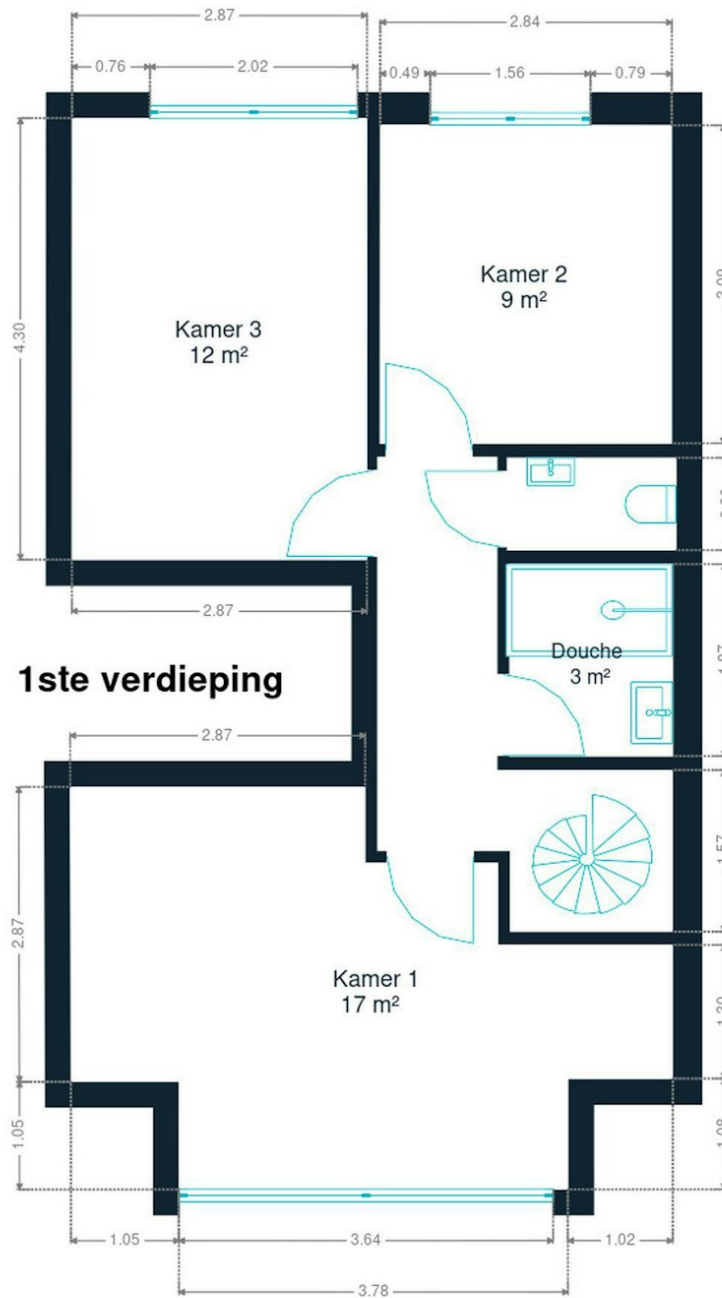 2.87
2.84
0.76
2.02
0.49
1.56
0.79
Kamer 2
9 m²
4.30
Kamer 3
12 m²
2.87
1ste verdieping
Douche
3 m²
2.87
2.87
Kamer 1
17 m²
1.05
1.05
3.64
1.02
3.78